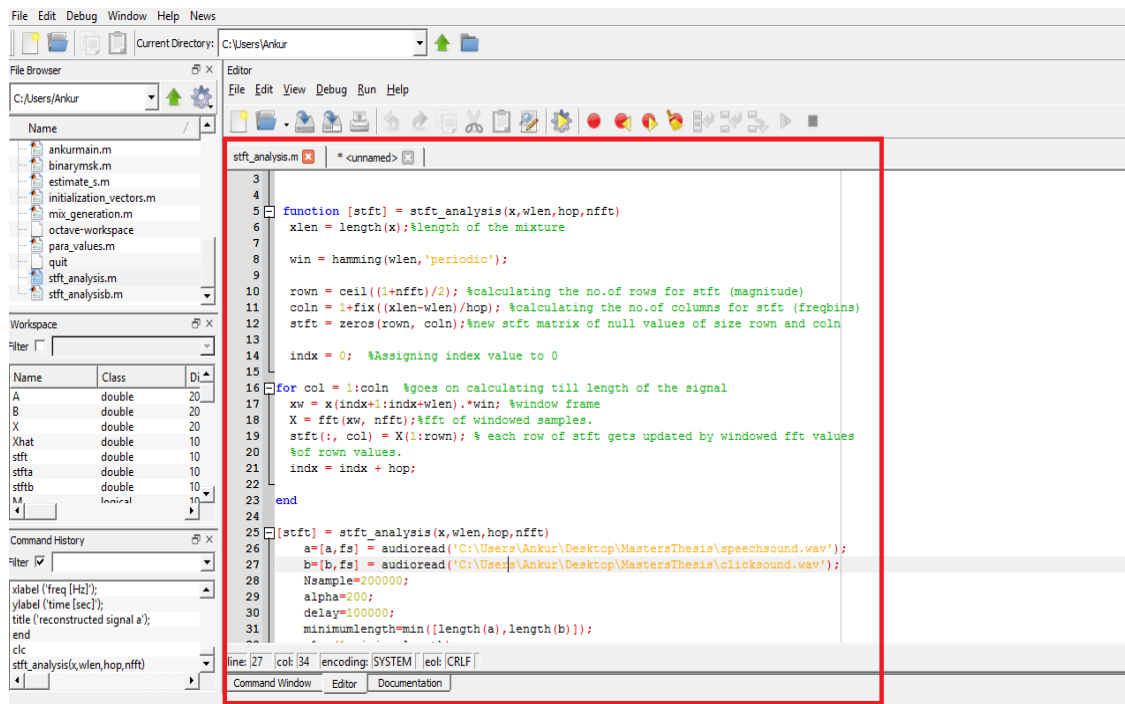 File Edit Debug Window Help News
Current Directory: C:\Users\Ankur
File Browser
C:/Users/Ankur
Name
ankurmain.m
binarymsk.m
estimate_s.m
initialization_vectors.m
mix_generation.m
octave-workspace
para_values.m
quit
stft_analysis.m
stft_analysisb.m
Workspace
Filter
Name Class Di
A double 20
B double 20
X double 20
Xhat double 10
stft double 10
stfta double 10
stftb double 10
M logical 10
Command History
Filter
xlabel ('freq [Hz]');
ylabel ('time [sec]');
title ('reconstructed signal a');
end
clc
stft_analysis(x,wlen,hop,nfft)
Editor
File Edit View Debug Run Help
stft_analysis.m * <unnamed>
3
4
5 function [stft] = stft_analysis(x,wlen,hop,nfft)
6 xlen = length(x);%length of the mixture
7
8 win = hamming(wlen,'periodic');
9
10 rown = ceil((1+nfft)/2); %calculating the no.of rows for stft (magnitude)
11 coln = 1+fix((xlen-wlen)/hop); %calculating the no.of columns for stft (freqbins)
12 stft = zeros(rown, coln);%new stft matrix of null values of size rown and coln
13
14 indx = 0; %Assigning index value to 0
15
16 for col = 1:coln %goes on calculating till length of the signal
17 xw = x(indx+1:indx+wlen).*win; %window frame
18 X = fft(xw, nfft);%fft of windowed samples.
19 stft(:, col) = X(1:rown); % each row of stft gets updated by windowed fft values
20 %of rown values.
21 indx = indx + hop;
22
23 end
24
25 [stft] = stft_analysis(x,wlen,hop,nfft)
26 a=[a,fs] = audioread('C:\Users\Ankur\Desktop\MastersThesis\speechsound.wav');
27 b=[b,fs] = audioread('C:\Users\Ankur\Desktop\MastersThesis\clicksound.wav');
28 Nsample=200000;
29 alpha=200;
30 delay=100000;
31 minimumlength=min([length(a),length(b)]);
line: 27 col: 34 encoding: SYSTEM eol: CRLF
Command Window Editor Documentation